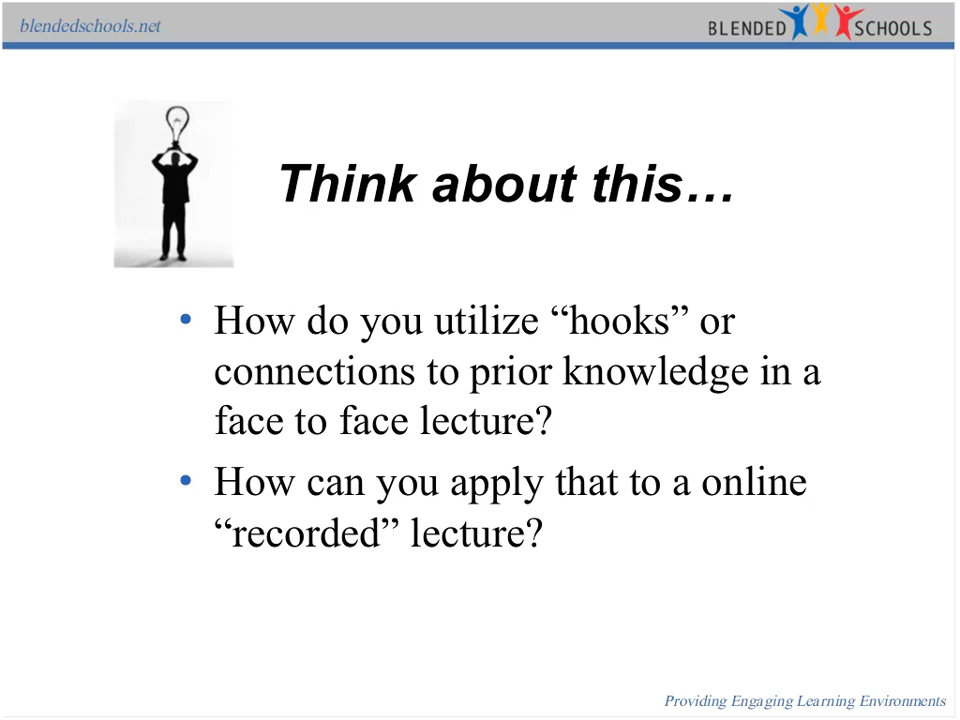 blendedschools.net
BLENDED SCHOOLS
Think about this…
• How do you utilize “hooks” or
connections to prior knowledge in a
face to face lecture?
• How can you apply that to a online
“recorded” lecture?
Providing Engaging Learning Environments